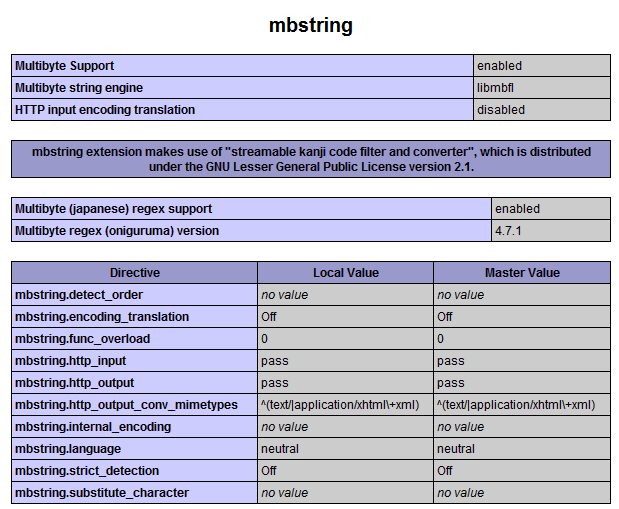 mbstring
Multibyte Support enabled
Multibyte string engine libmbfl
HTTP input encoding translation disabled
mbstring extension makes use of "streamable kanji code filter and converter", which is distributed
under the GNU Lesser General Public License version 2.1.
Multibyte (japanese) regex support enabled
Multibyte regex (oniguruma) version 4.7.1
Directive Local Value Master Value
mbstring.detect_order no value no value
mbstring.encoding_translation Off Off
mbstring.func_overload 0 0
mbstring.http_input pass pass
mbstring.http_output pass pass
mbstring.http_output_conv_mimetypes ^(text/|application/xhtml\+xml) ^(text/|application/xhtml\+xml)
mbstring.internal_encoding no value no value
mbstring.language neutral neutral
mbstring.strict_detection Off Off
mbstring.substitute_character no value no value